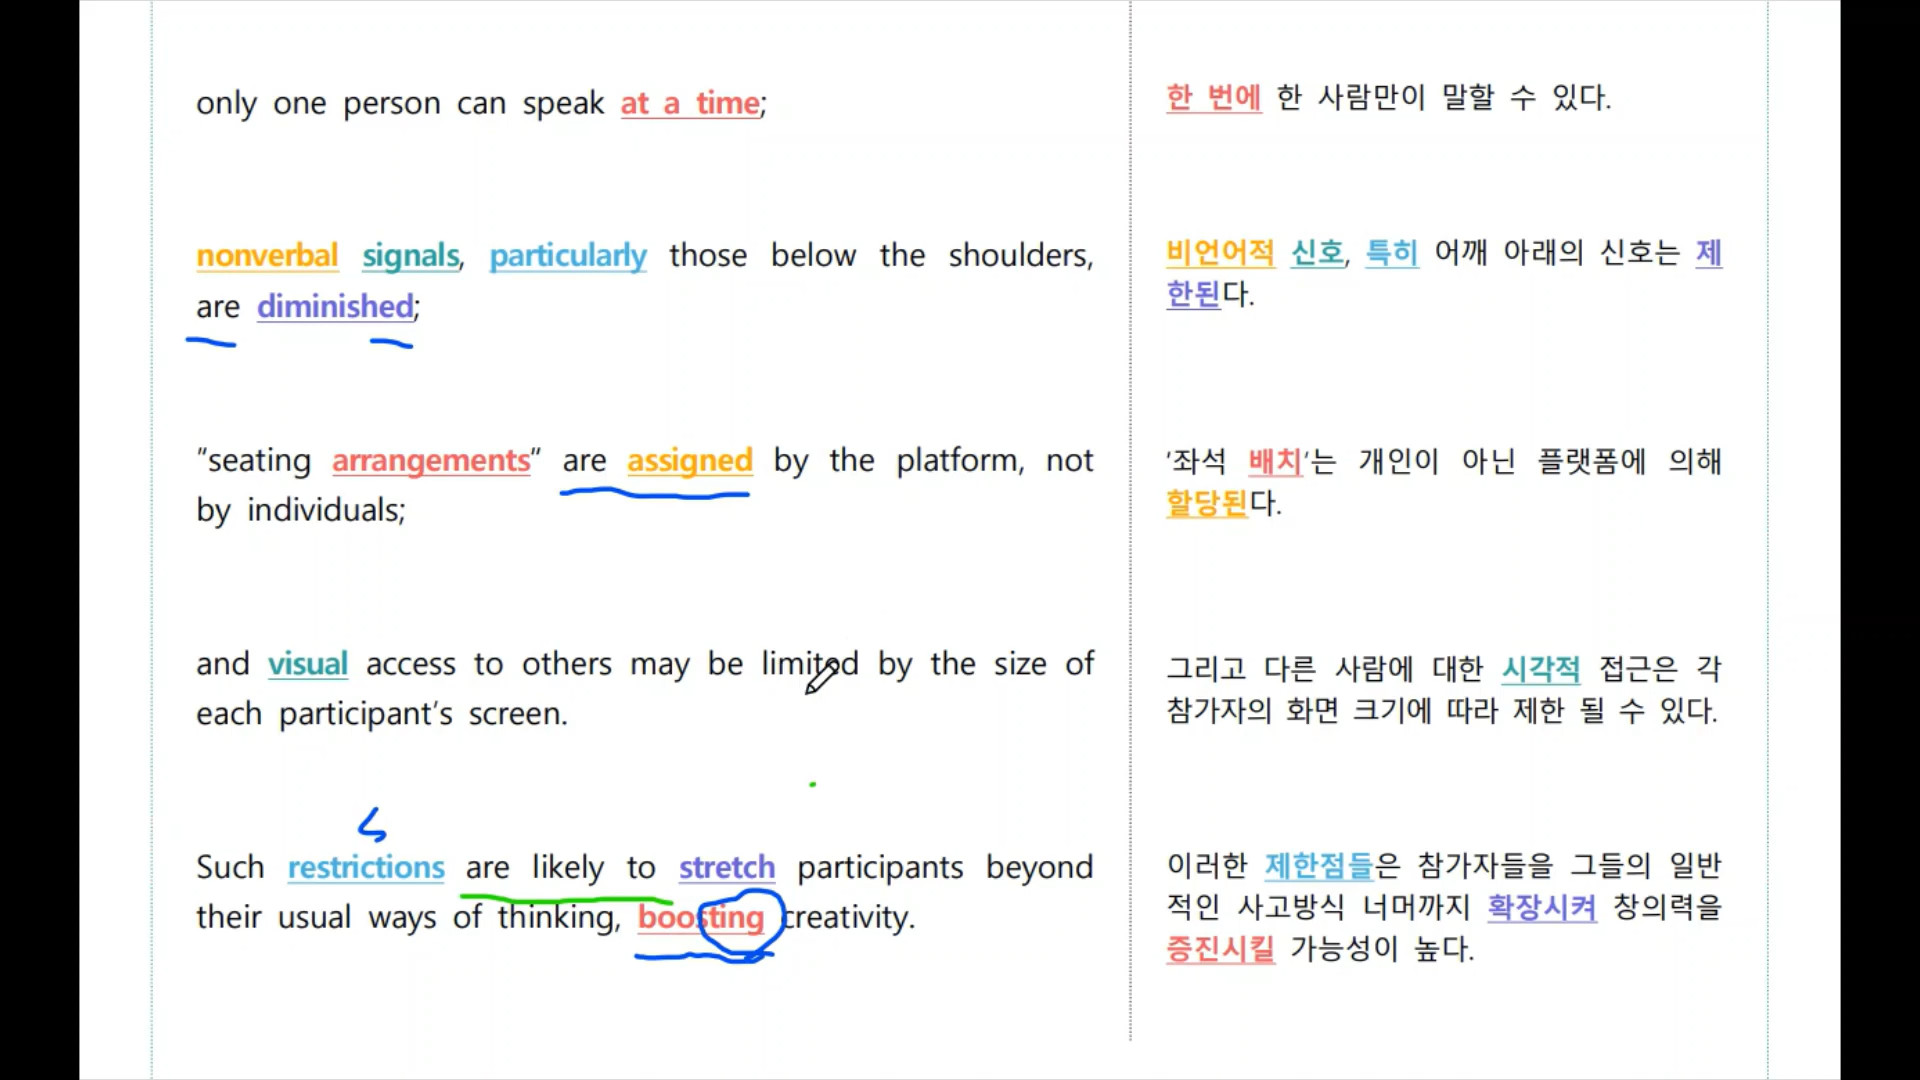 only one person can speak at a time;
한 번에 한 사람만이 말할 수 있다.
nonverbal signals, particularly those below the shoulders,
are diminished;
비언어적 신호, 특히 어깨 아래의 신호는 제
한된다.
“seating arrangements” are assigned by the platform, not
by individuals;
‘좌석 배치’는 개인이 아닌 플랫폼에 의해
할당된다.
and visual access to others may be limited by the size of
each participant’s screen.
그리고 다른 사람에 대한 시각적 접근은 각
참가자의 화면 크기에 따라 제한 될 수 있다.
Such restrictions are likely to stretch participants beyond
their usual ways of thinking, boosting creativity.
이러한 제한점들은 참가자들을 그들의 일반
적인 사고방식 너머까지 확장시켜 창의력을
증진시킬 가능성이 높다.